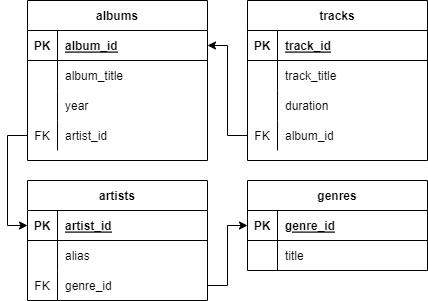 albums
PK album_id
album_title
year
FK artist_id
tracks
PK track_id
track_title
duration
FK album_id
artists
PK artist_id
alias
FK genre_id
genres
PK genre_id
title